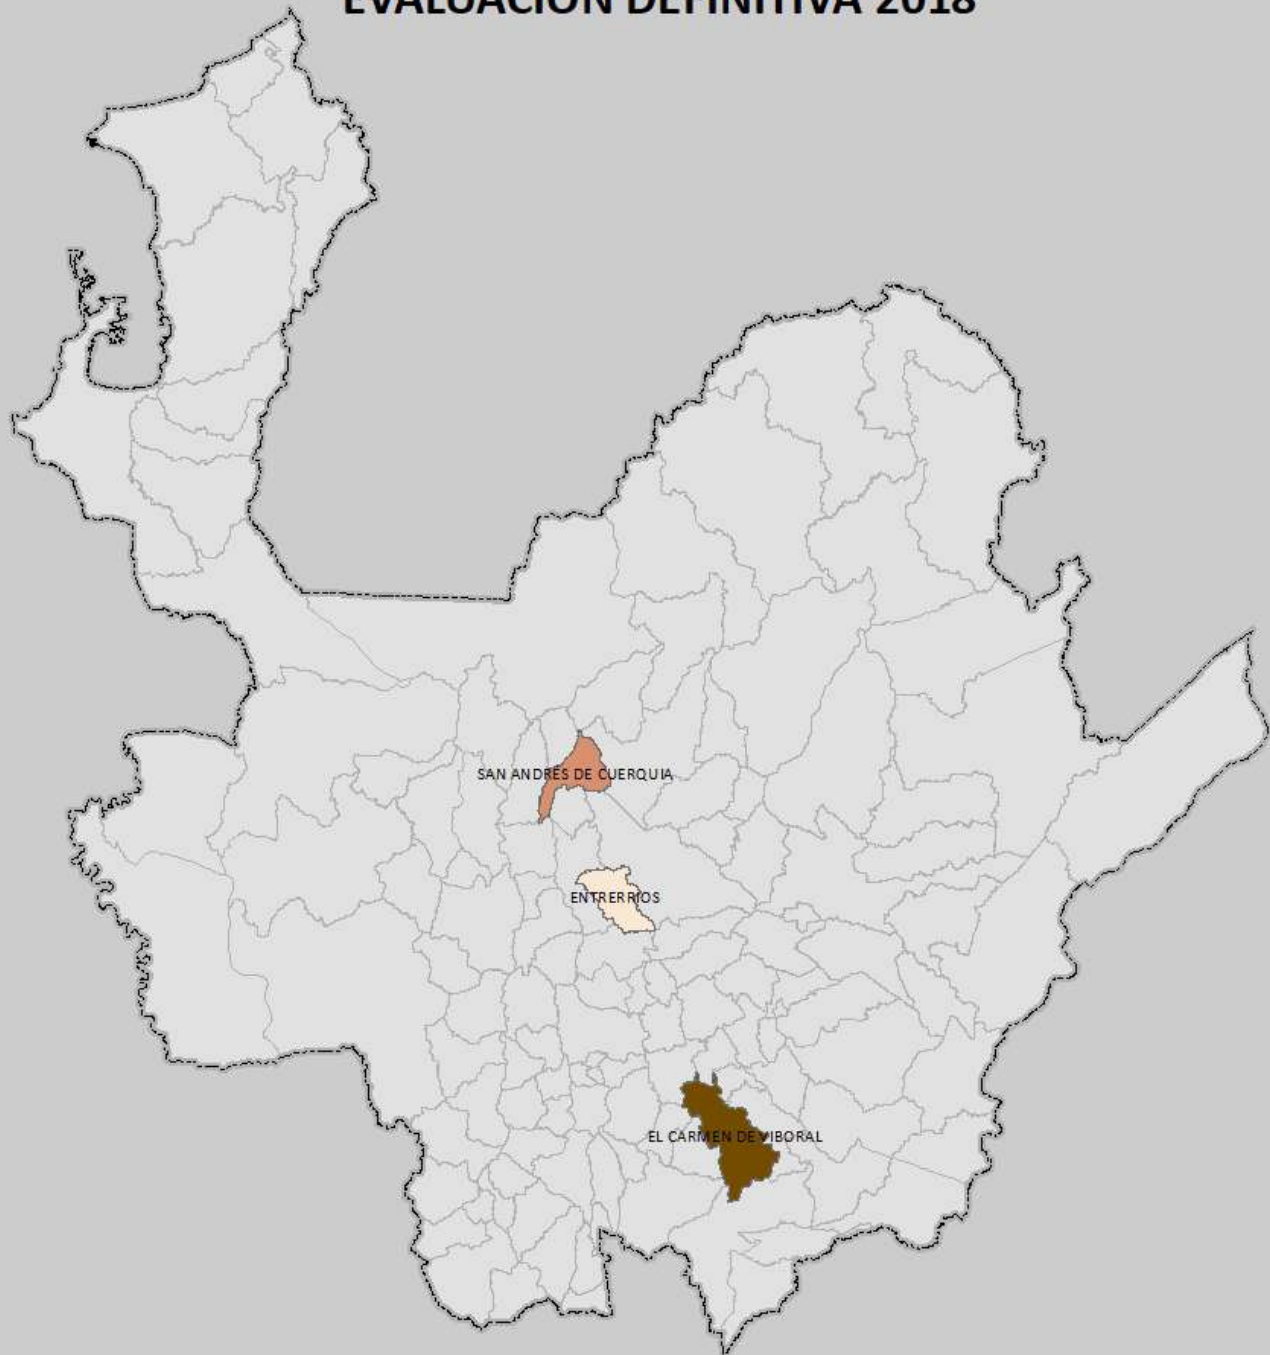 EVALUACIÓN DEFINITIVA 2018
SAN ANDRÉS DE CUERQUIA
ENTRERRIOS
EL CARMEN DE VIBORAL